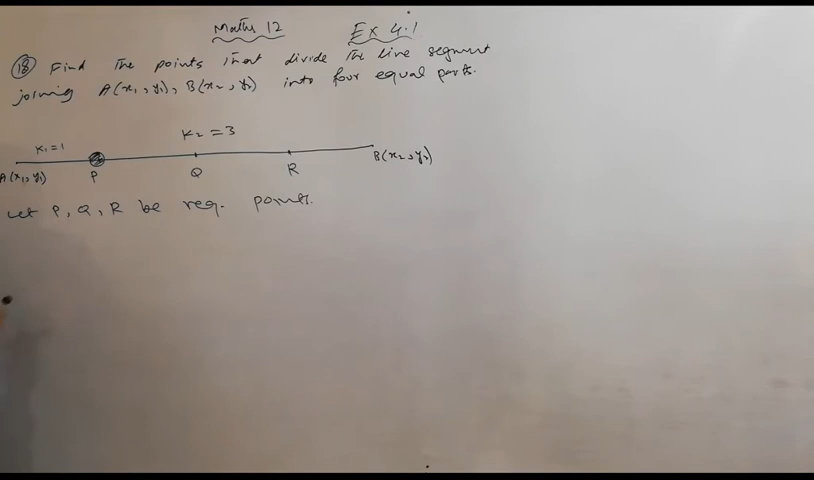 Maths 12 Ex 4.1
(18) Find The points that divide The line segment
joining A(x₁, y₁), B(x₂, y₂) into four equal parts.
K₂ = 3
K₁ = 1
A(x₁, y₁) P Q R B(x₂, y₂)
Let P, Q, R be req. points.